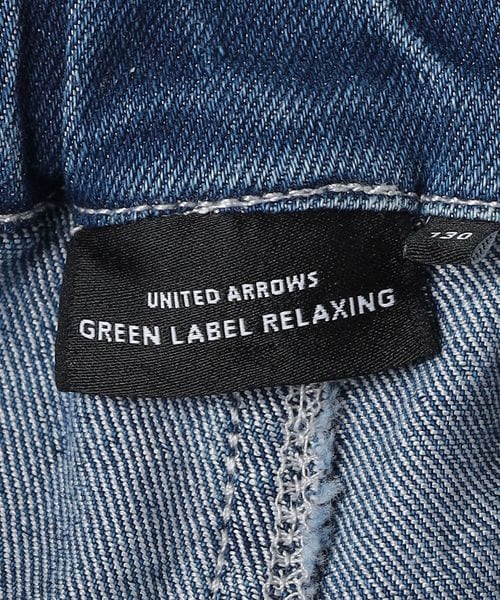 UNITED ARROWS
GREEN LABEL RELAXING
130